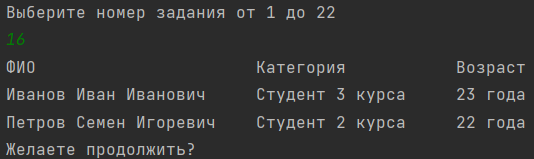 Выберите номер задания от 1 до 22
16
ФИО Категория Возраст
Иванов Иван Иванович Студент 3 курса 23 года
Петров Семен Игоревич Студент 2 курса 22 года
Желаете продолжить?